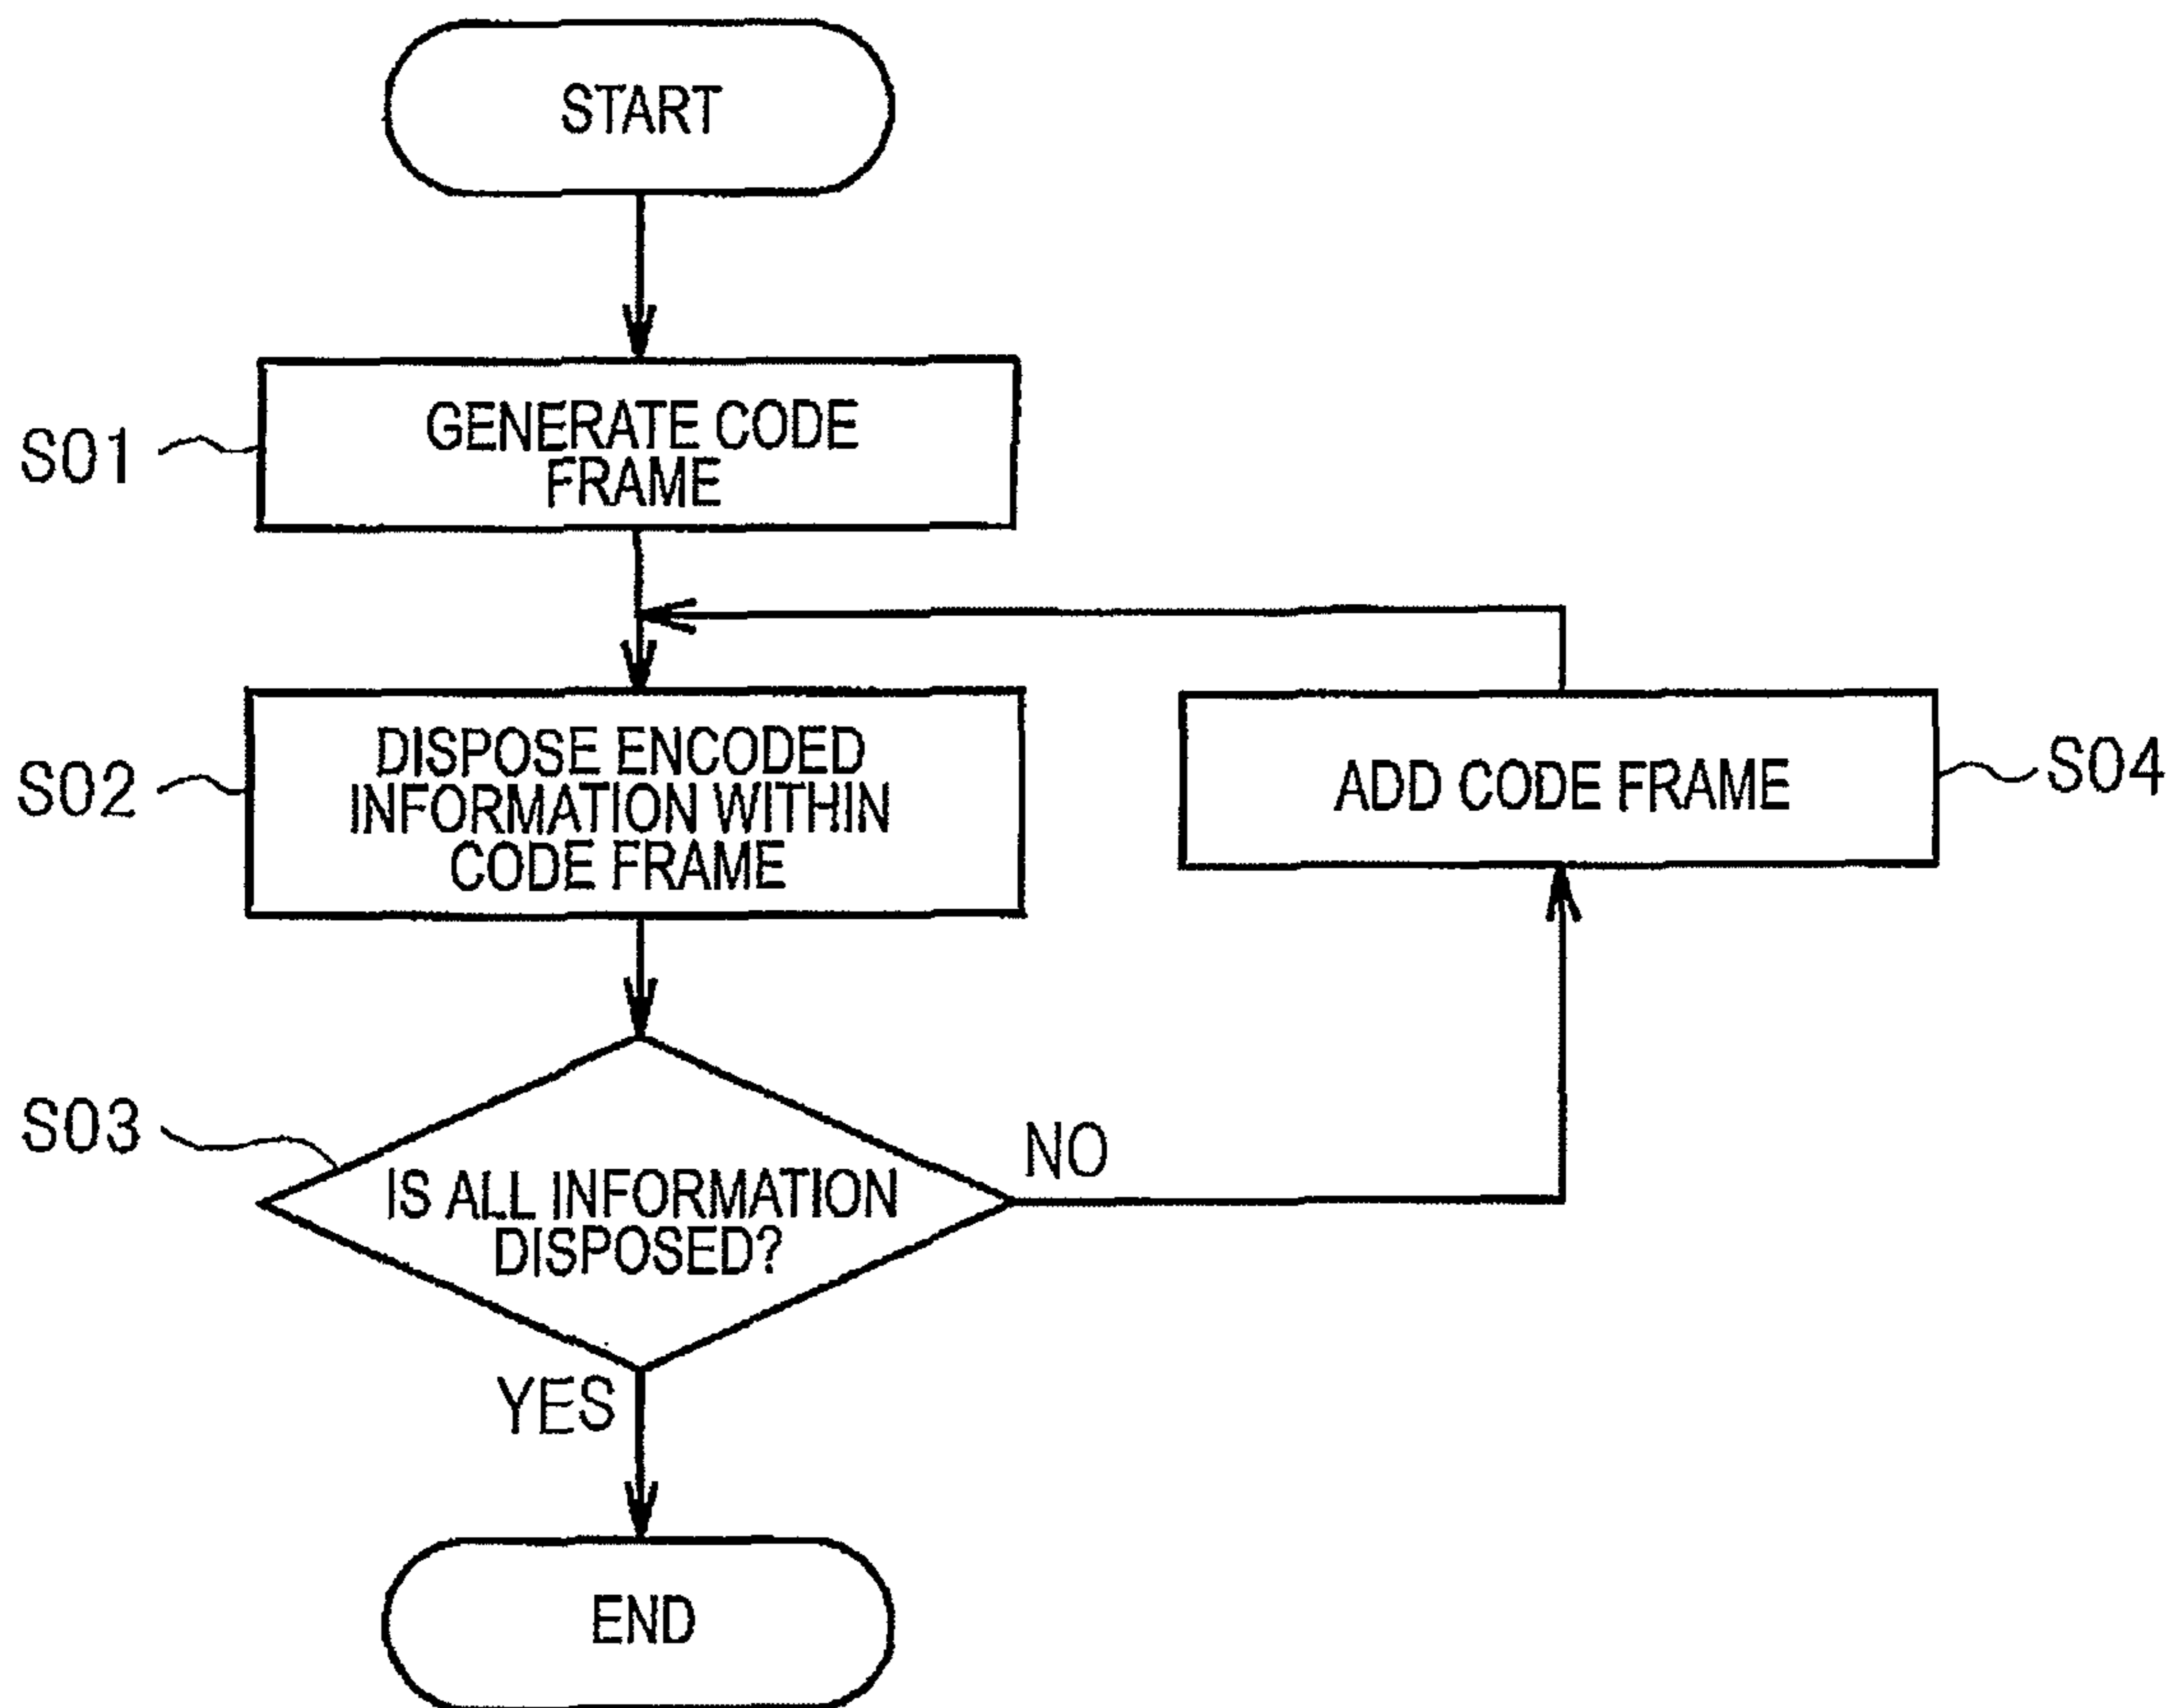 START
S01
GENERATE CODE
FRAME
S02
DISPOSE ENCODED
INFORMATION WITHIN
CODE FRAME
ADD CODE FRAME
S04
S03
IS ALL INFORMATION
DISPOSED?
NO
YES
END